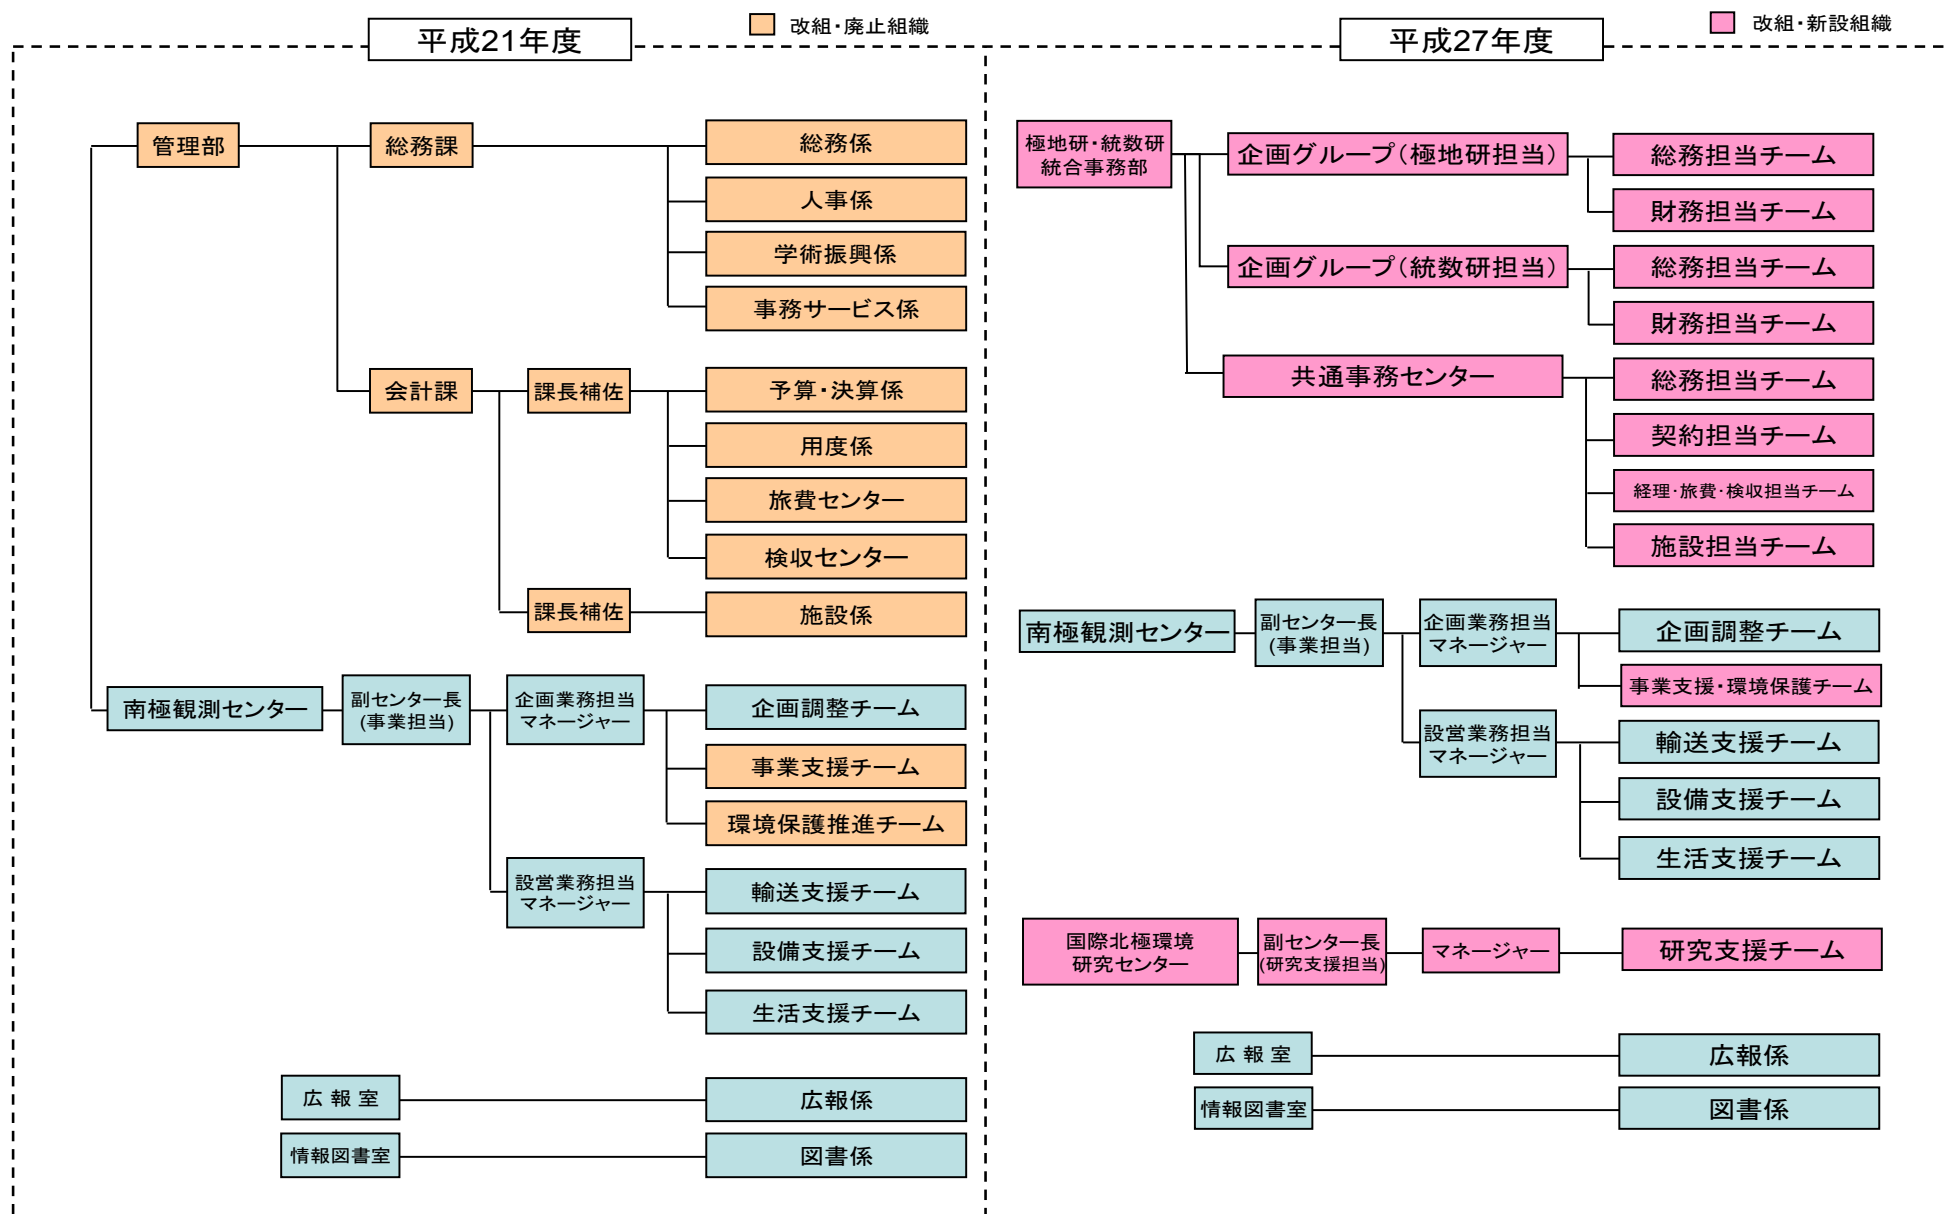 平成21年度
改組・廃止組織
管理部
総務課
総務係
人事係
学術振興係
事務サービス係
会計課
課長補佐
予算・決算係
用度係
旅費センター
検収センター
課長補佐
施設係
南極観測センター
副センター長
(事業担当)
企画業務担当
マネージャー
企画調整チーム
事業支援チーム
環境保護推進チーム
設営業務担当
マネージャー
輸送支援チーム
設備支援チーム
生活支援チーム
広 報 室
広報係
情報図書室
図書係
平成27年度
改組・新設組織
極地研・統数研
統合事務部
企画グループ(極地研担当)
総務担当チーム
財務担当チーム
企画グループ(統数研担当)
総務担当チーム
財務担当チーム
共通事務センター
総務担当チーム
契約担当チーム
経理・旅費・検収担当チーム
施設担当チーム
南極観測センター
副センター長
(事業担当)
企画業務担当
マネージャー
企画調整チーム
事業支援・環境保護チーム
設営業務担当
マネージャー
輸送支援チーム
設備支援チーム
生活支援チーム
国際北極環境
研究センター
副センター長
(研究支援担当)
マネージャー
研究支援チーム
広 報 室
広報係
情報図書室
図書係